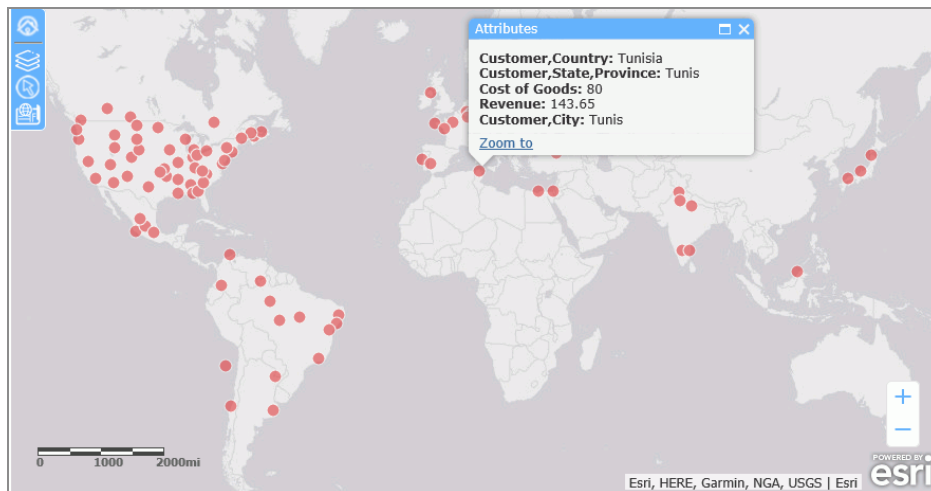 Attributes
Customer,Country: Tunisia
Customer,State,Province: Tunis
Cost of Goods: 80
Revenue: 143.65
Customer,City: Tunis
Zoom to
+
−
0 1000 2000mi
POWERED BY
esri
Esri, HERE, Garmin, NGA, USGS | Esri